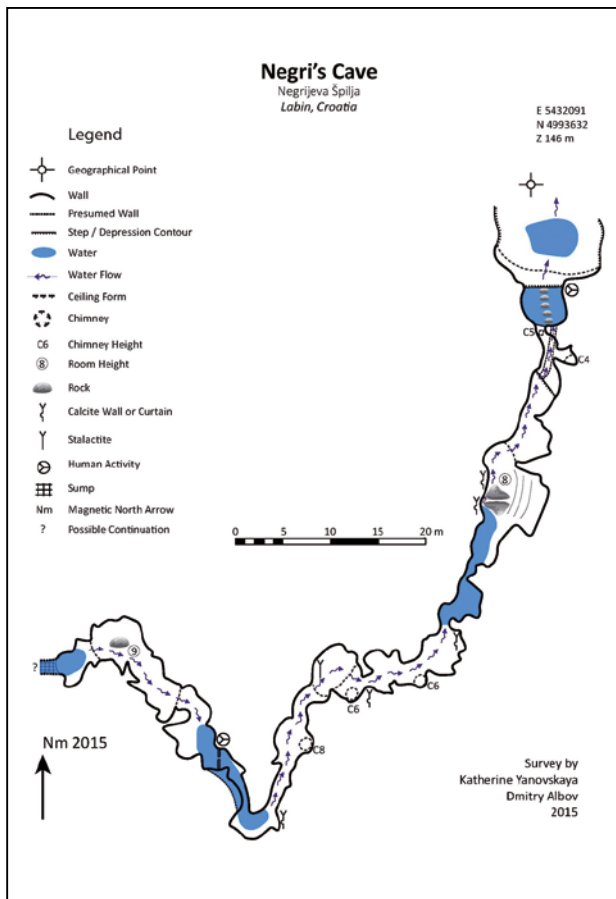 Negri's Cave
Negrijeva Špilja
Labin, Croatia
E 5432091
N 4993632
Z 146 m
Legend
Geographical Point
Wall
Presumed Wall
Step / Depression Contour
Water
Water Flow
Ceiling Form
Chimney
C6 Chimney Height
8 Room Height
Rock
Calcite Wall or Curtain
Stalactite
Human Activity
Sump
Nm Magnetic North Arrow
? Possible Continuation
C5
C4
8
0 5 10 15 20 m
?
9
C6
C6
C8
Nm 2015
Survey by
Katherine Yanovskaya
Dmitry Albov
2015